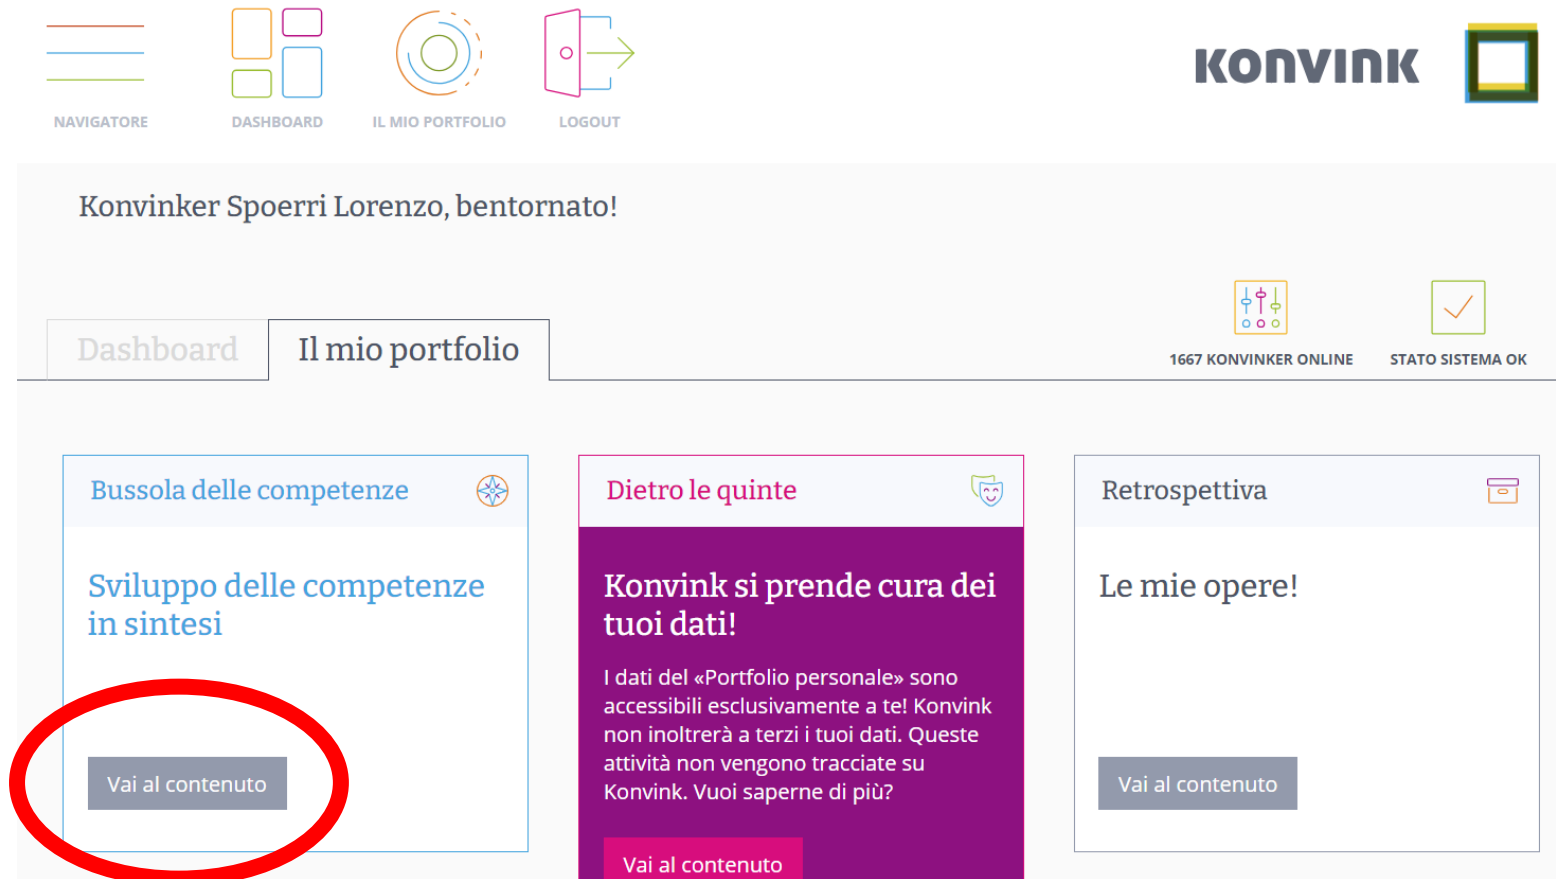 NAVIGATORE
DASHBOARD
IL MIO PORTFOLIO
LOGOUT
KONVINK
Konvinker Spoerri Lorenzo, bentornato!
Dashboard
Il mio portfolio
1667 KONVINKER ONLINE
STATO SISTEMA OK
Bussola delle competenze
Sviluppo delle competenze
in sintesi
Vai al contenuto
Dietro le quinte
Konvink si prende cura dei
tuoi dati!
I dati del «Portfolio personale» sono
accessibili esclusivamente a te! Konvink
non inoltrerà a terzi i tuoi dati. Queste
attività non vengono tracciate su
Konvink. Vuoi saperne di più?
Vai al contenuto
Retrospettiva
Le mie opere!
Vai al contenuto